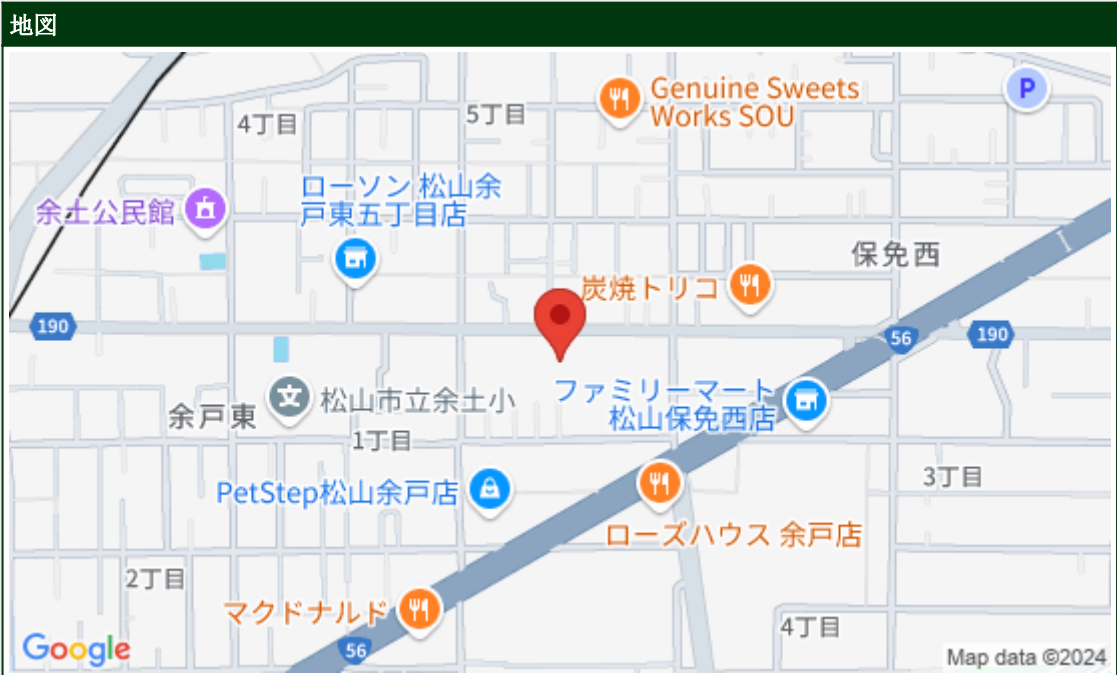 地図
Genuine Sweets
Works SOU
P
4丁目
5丁目
ローソン 松山余
戸東五丁目店
余土公民館
保免西
炭焼トリコ
190
56
190
ファミリーマート
松山保免西店
文
松山市立余土小
余戸東
1丁目
3丁目
PetStep松山余戸店
ローズハウス 余戸店
2丁目
マクドナルド
4丁目
56
Google
Map data ©2024